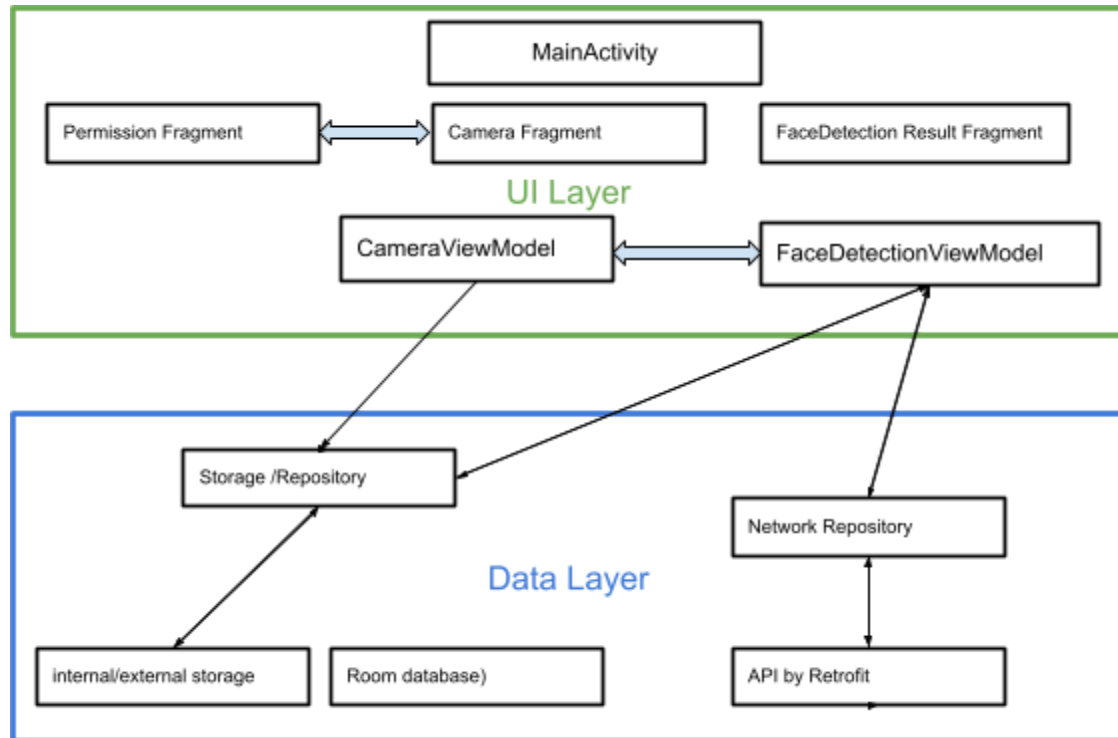 MainActivity
Permission Fragment
Camera Fragment
FaceDetection Result Fragment
UI Layer
CameraViewModel
FaceDetectionViewModel
Storage /Repository
Network Repository
Data Layer
internal/external storage
Room database)
API by Retrofit